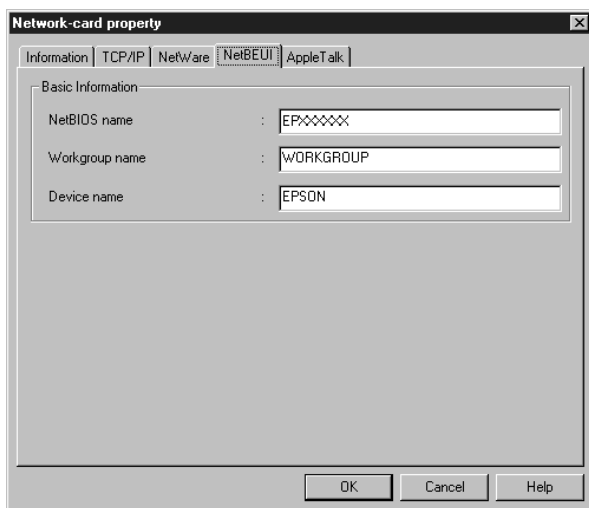 Network-card property
Information TCP/IP NetWare NetBEUI AppleTalk
Basic Information
NetBIOS name : EPXXXXXX
Workgroup name : WORKGROUP
Device name : EPSON
OK Cancel Help